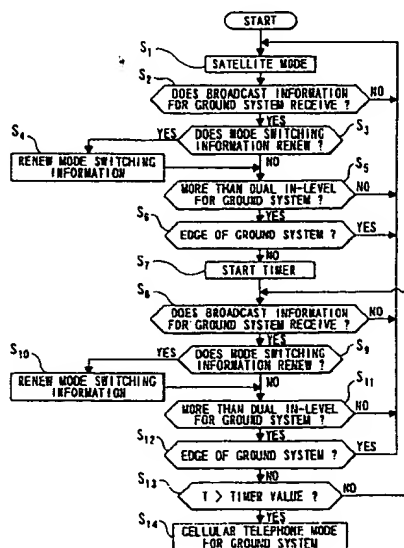 START
S1
SATELLITE MODE
S2
DOES BROADCAST INFORMATION
FOR GROUND SYSTEM RECEIVE ?
NO
YES
S3
DOES MODE SWITCHING
INFORMATION RENEW ?
YES
NO
S4
RENEW MODE SWITCHING
INFORMATION
S5
MORE THAN DUAL IN-LEVEL
FOR GROUND SYSTEM ?
NO
YES
S6
EDGE OF GROUND SYSTEM ?
YES
NO
S7
START TIMER
S8
DOES BROADCAST INFORMATION
FOR GROUND SYSTEM RECEIVE ?
NO
YES
S9
DOES MODE SWITCHING
INFORMATION RENEW ?
YES
NO
S10
RENEW MODE SWITCHING
INFORMATION
S11
MORE THAN DUAL IN-LEVEL
FOR GROUND SYSTEM ?
NO
YES
S12
EDGE OF GROUND SYSTEM ?
YES
NO
S13
T > TIMER VALUE ?
NO
YES
S14
CELLULAR TELEPHONE MODE
FOR GROUND SYSTEM